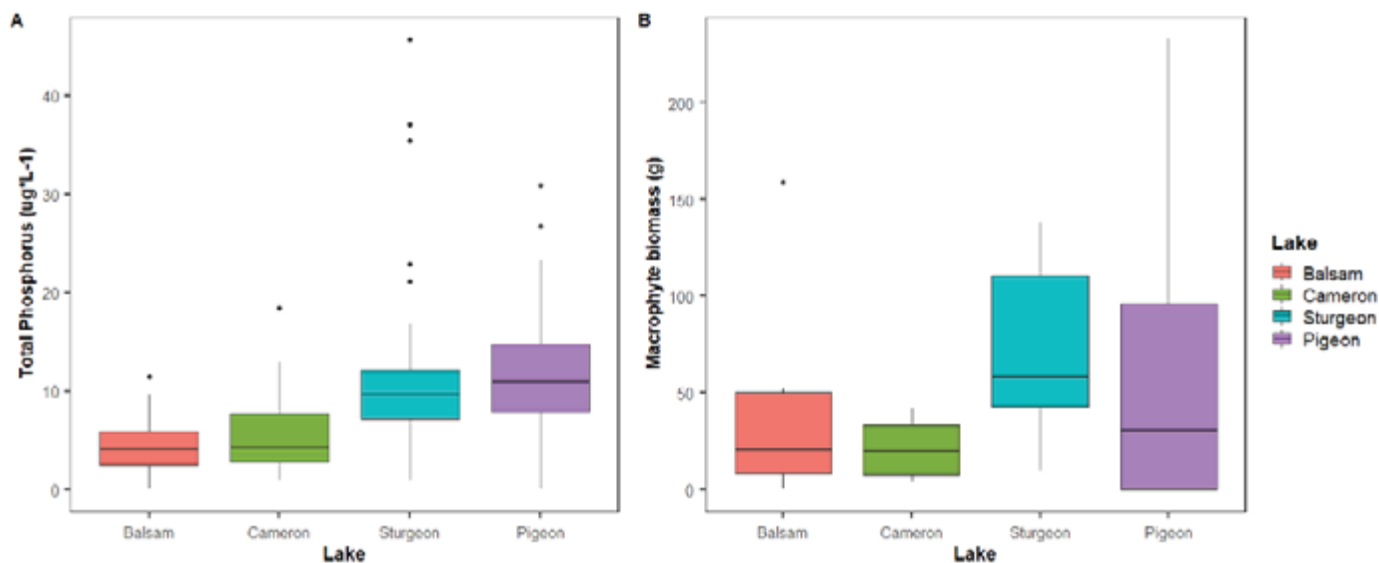 A
Total Phosphorus (ug*L-1)
40
30
20
10
0
Balsam Cameron Sturgeon Pigeon
Lake
B
Macrophyte biomass (g)
200
150
100
50
0
Balsam Cameron Sturgeon Pigeon
Lake
Lake
Balsam
Cameron
Sturgeon
Pigeon